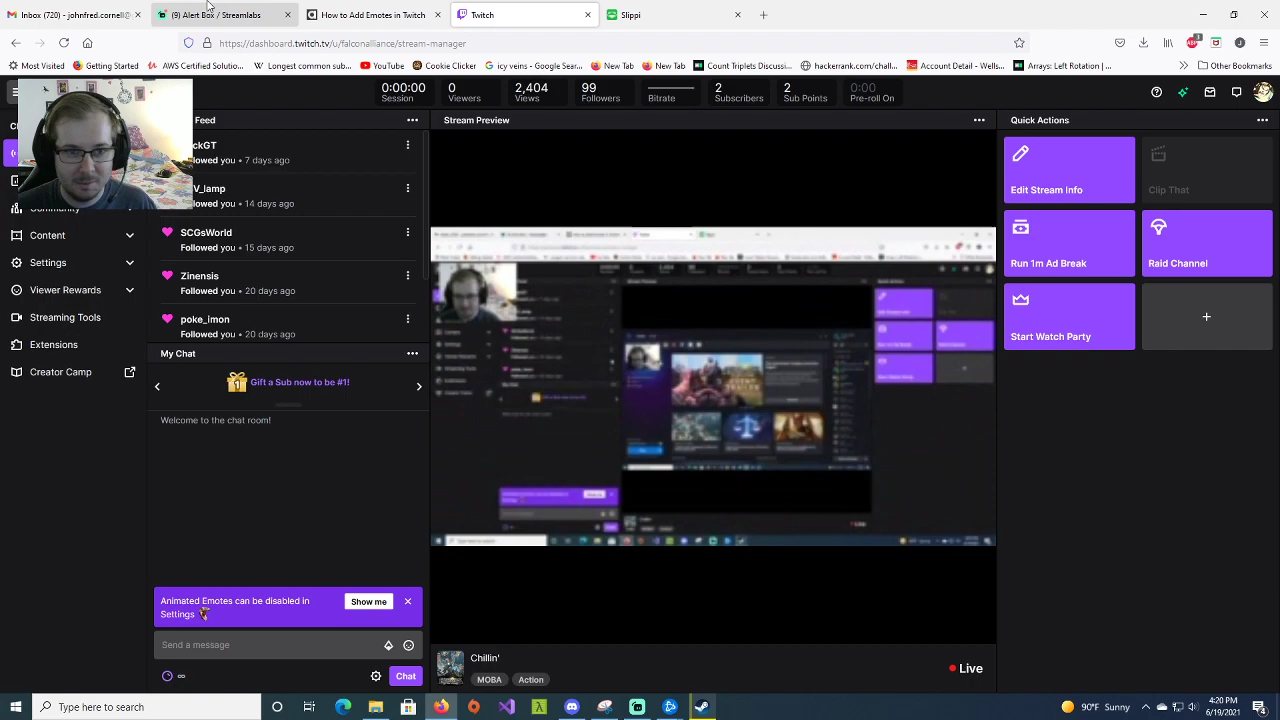 Inbox (720) - johnford.cornell@
(9) Alert Box / Streamlabs
How to Add Emotes in Twitch
Twitch
Slippi
https://dashboard.twitch.tv/u/falconalliance/stream-manager
Most Visited
Getting Started
AWS Certified Solution...
Longest common sub...
YouTube
Cookie Clicker
icy veins - Google Sear...
New Tab
New Tab
Count Triplets Discuss...
hackerrank.com/challen...
Account Detail - Wells...
Arrays: Left Rotation |...
Other Bookmarks
0:00:00
Session
0
Viewers
2,404
Views
99
Followers
Bitrate
2
Subscribers
2
Sub Points
0:00
Pre-roll On
Feed
Followed you • 7 days ago
Followed you • 14 days ago
SCGsWorld
Followed you • 15 days ago
Zinensis
Followed you • 20 days ago
poke_imon
Followed you • 20 days ago
Content
Settings
Viewer Rewards
Streaming Tools
Extensions
Creator Camp
My Chat
Gift a Sub now to be #1!
Welcome to the chat room!
Animated Emotes can be disabled in
Settings
Show me
Send a message
Chat
Stream Preview
Chillin'
MOBA
Action
Live
Quick Actions
Edit Stream Info
Clip That
Run 1m Ad Break
Raid Channel
Start Watch Party
Type here to search
90°F Sunny
4:20 PM
6/19/2021